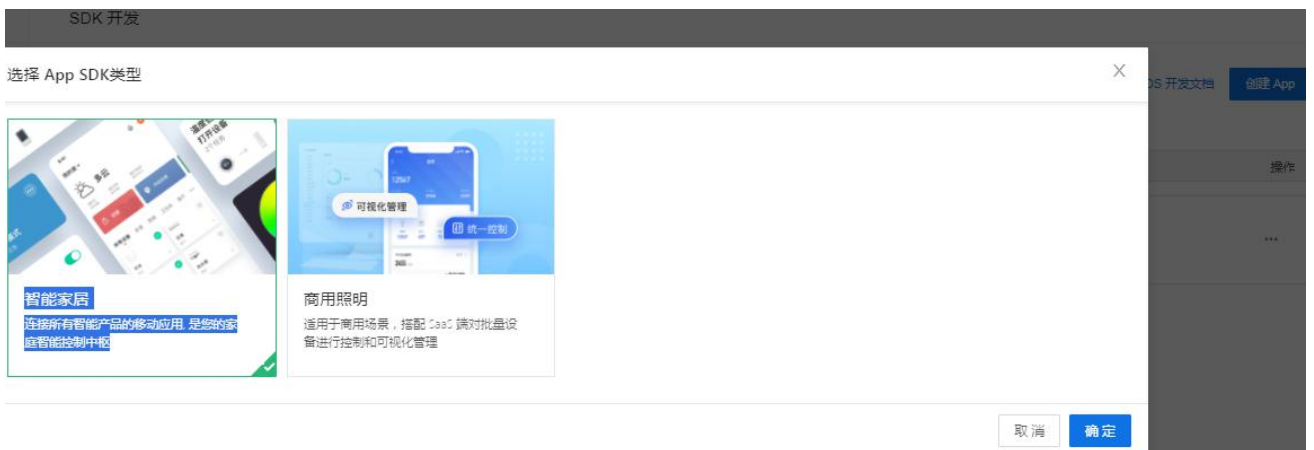 SDK 开发
选择 App SDK类型
OS 开发文档
创建 App
操作
多云
打开设备
可视化管理
统一控制
智能家居
连接所有智能产品的移动应用, 是您的家
庭智能控制中枢
商用照明
适用于商用场景，搭配 SaaS 端对批量设
备进行控制和可视化管理
取消
确定